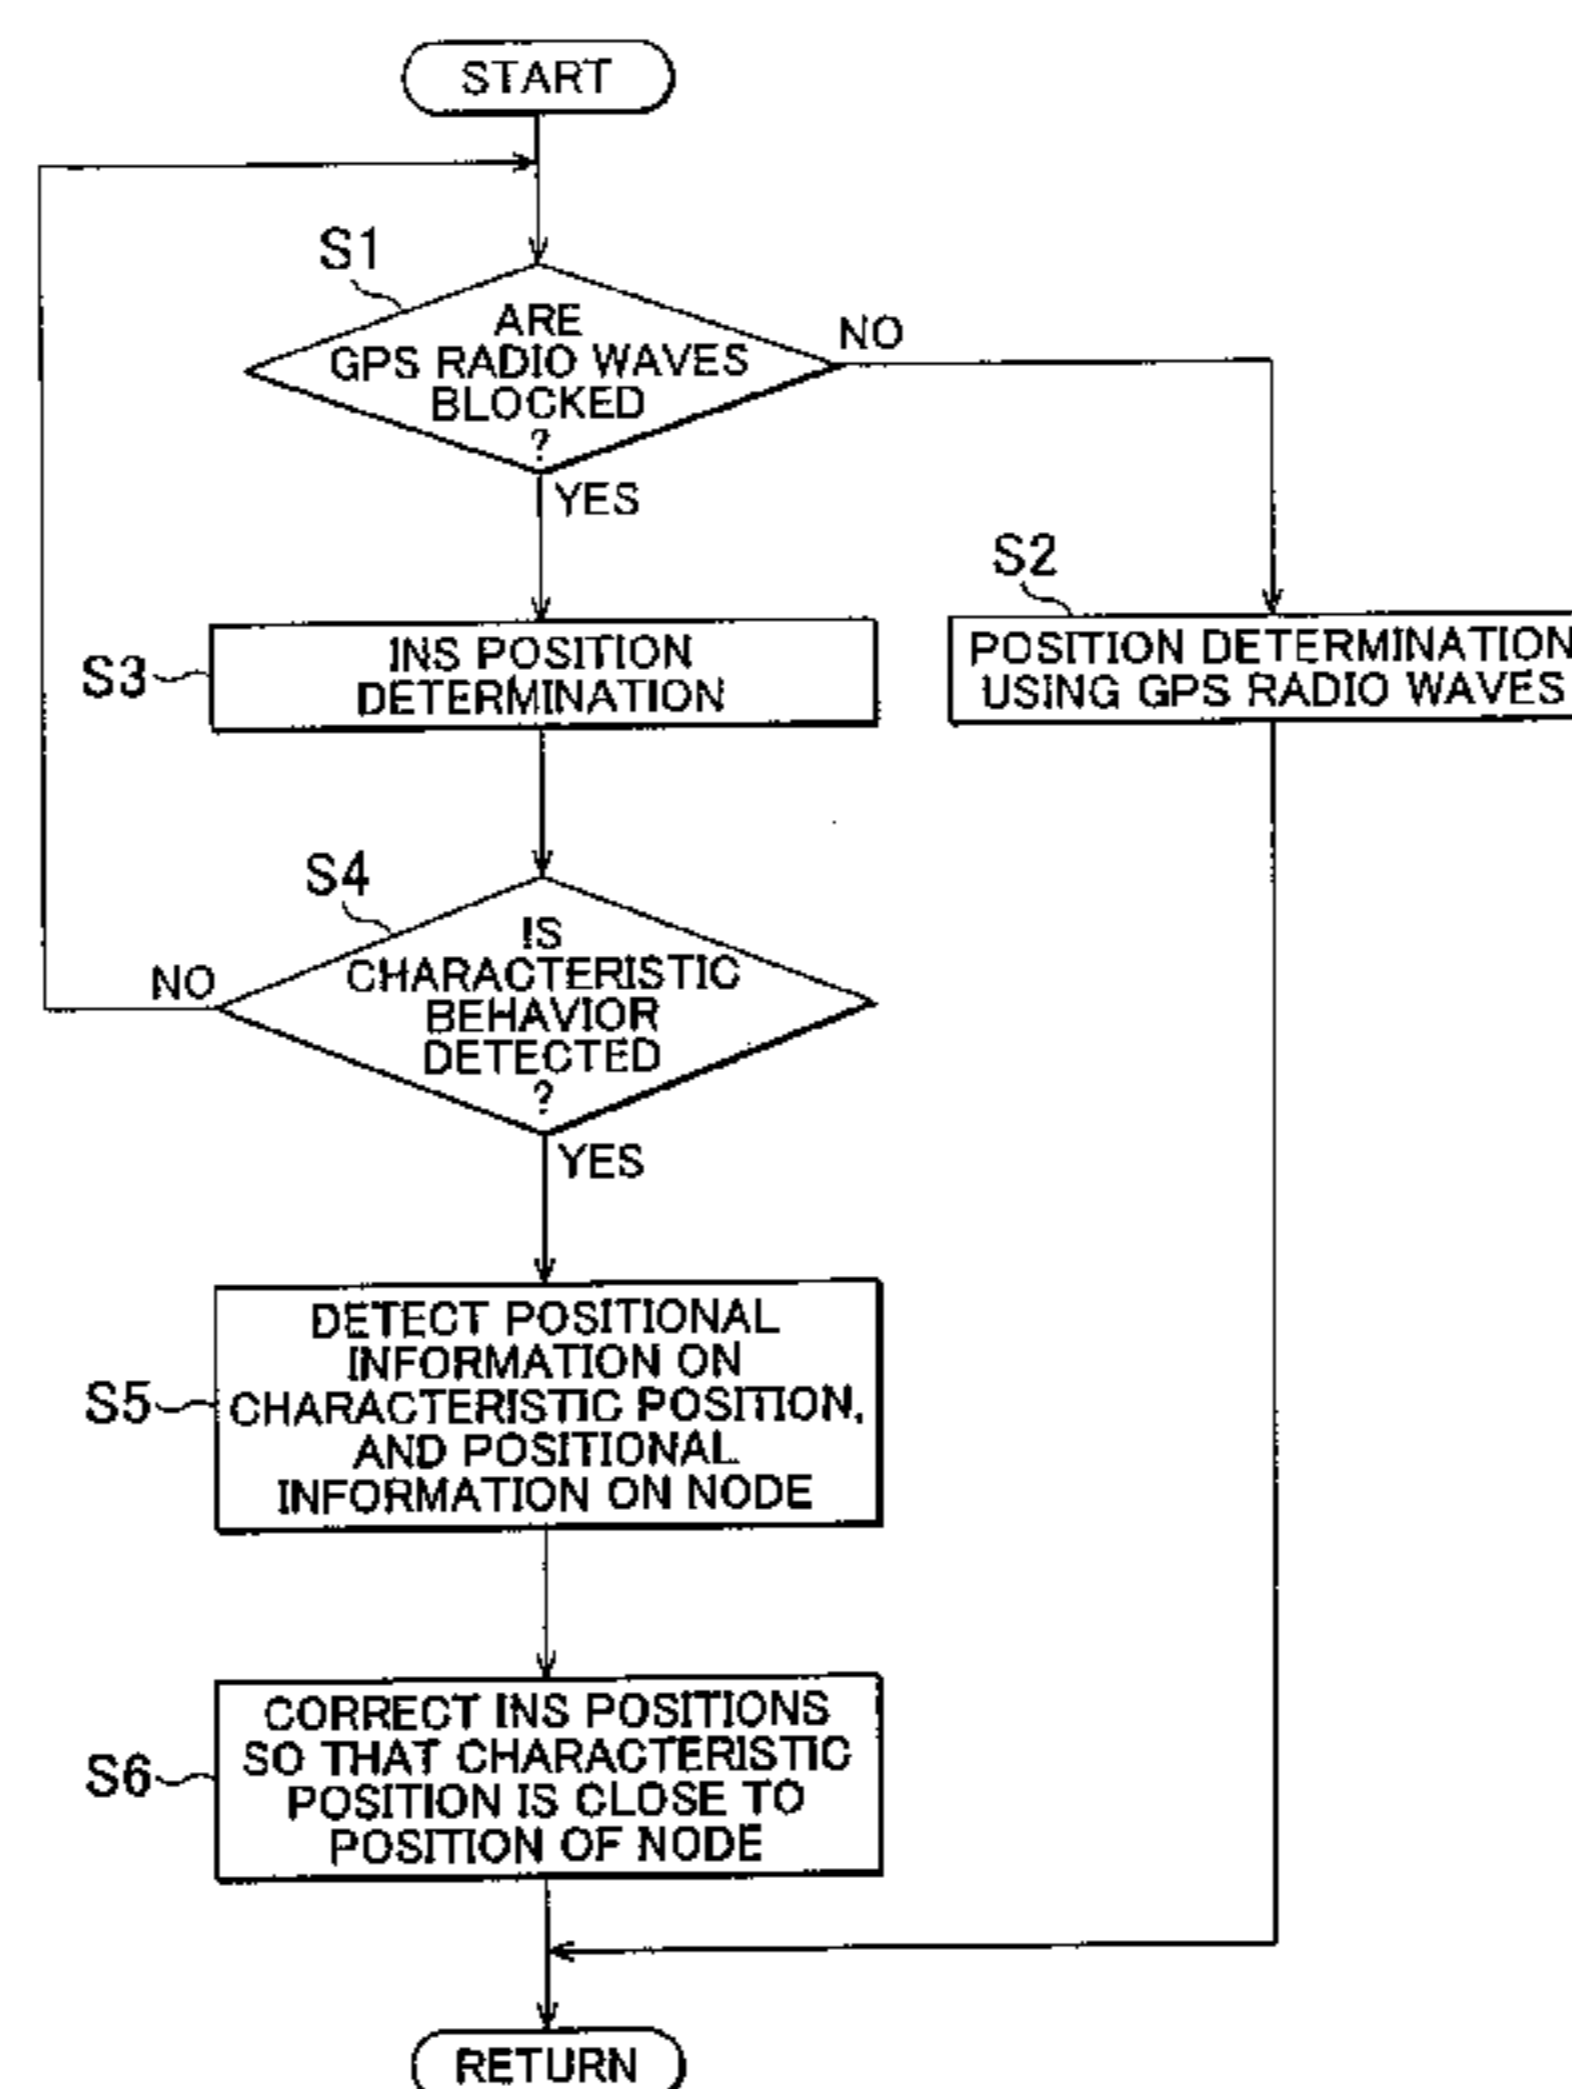 START
S1
ARE
GPS RADIO WAVES
BLOCKED
?
NO
YES
S2
POSITION DETERMINATION
USING GPS RADIO WAVES
S3
INS POSITION
DETERMINATION
S4
IS
CHARACTERISTIC
BEHAVIOR
DETECTED
?
NO
YES
S5
DETECT POSITIONAL
INFORMATION ON
CHARACTERISTIC POSITION,
AND POSITIONAL
INFORMATION ON NODE
S6
CORRECT INS POSITIONS
SO THAT CHARACTERISTIC
POSITION IS CLOSE TO
POSITION OF NODE
RETURN